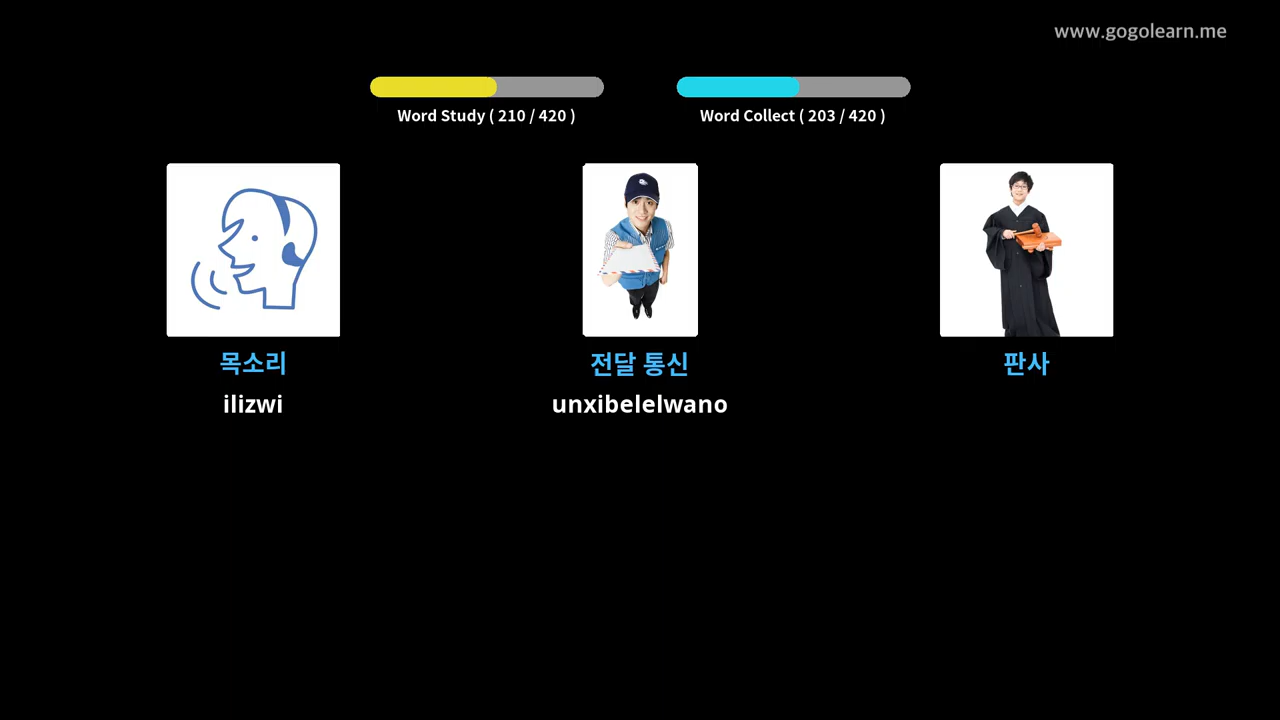 www.gogolearn.me
Word Study ( 210 / 420 )
Word Collect ( 203 / 420 )
목소리
전달 통신
판사
ilizwi
unxibelelwano